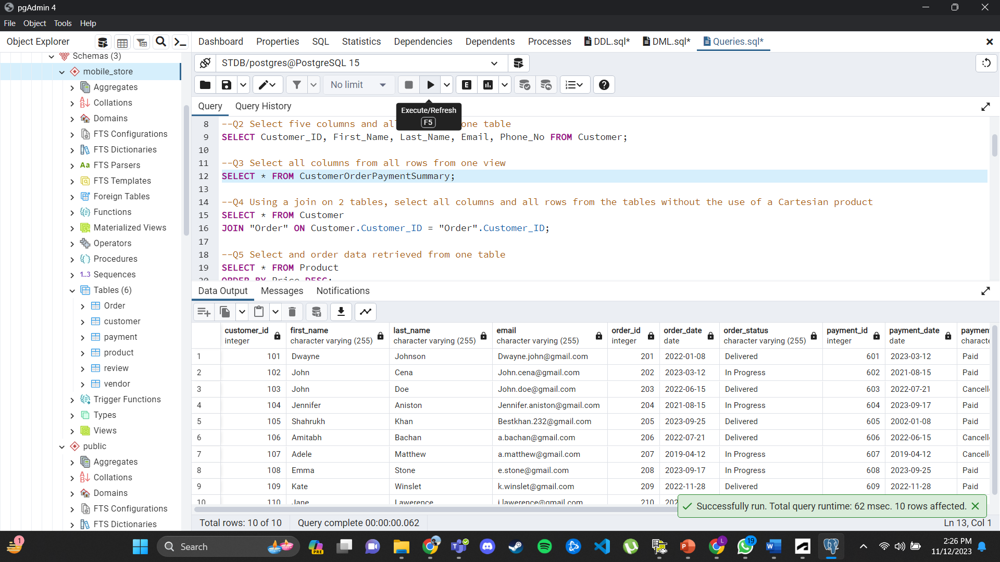 pgAdmin 4
File Object Tools Help
Object Explorer
Dashboard Properties SQL Statistics Dependencies Dependents Processes DDL.sql* DML.sql* Queries.sql*
Schemas (3)
mobile_store
Aggregates
Collations
Domains
FTS Configurations
FTS Dictionaries
Aa FTS Parsers
FTS Templates
Foreign Tables
Functions
Materialized Views
Operators
Procedures
1..3 Sequences
Tables (6)
Order
customer
payment
product
review
vendor
Trigger Functions
Types
Views
public
Aggregates
Collations
Domains
FTS Configurations
FTS Dictionaries
STDB/postgres@PostgreSQL 15
No limit E
Query Query History
Execute/Refresh
F5
8 --Q2 Select five columns and al one table
9 SELECT Customer_ID, First_Name, Last_Name, Email, Phone_No FROM Customer;
10
11 --Q3 Select all columns from all rows from one view
12 SELECT * FROM CustomerOrderPaymentSummary;
13
14 --Q4 Using a join on 2 tables, select all columns and all rows from the tables without the use of a Cartesian product
15 SELECT * FROM Customer
16 JOIN "Order" ON Customer.Customer_ID = "Order".Customer_ID;
17
18 --Q5 Select and order data retrieved from one table
19 SELECT * FROM Product
20 ORDER BY Price DESC;
Data Output Messages Notifications
customer_id first_name last_name email order_id order_date order_status payment_id payment_date paymen
integer character varying (255) character varying (255) character varying (255) integer date character varying (255) integer date characte
1 101 Dwayne Johnson Dwayne.john@gmail.com 201 2022-01-08 Delivered 601 2023-03-12 Paid
2 102 John Cena John.cena@gmail.com 202 2023-03-12 In Progress 602 2021-08-15 Paid
3 103 John Doe John.doe@gmail.com 203 2022-06-15 Delivered 603 2022-07-21 Cancell
4 104 Jennifer Aniston Jennifer.aniston@gmail.com 204 2021-08-15 In Progress 604 2023-09-17 Paid
5 105 Shahrukh Khan Bestkhan.232@gmail.com 205 2023-09-25 Delivered 605 2002-01-08 Paid
6 106 Amitabh Bachan a.bachan@gmail.com 206 2022-07-21 Delivered 606 2022-06-15 Cancell
7 107 Adele Matthew a.matthew@gmail.com 207 2019-04-12 In Progress 607 2019-04-12 Cancell
8 108 Emma Stone e.stone@gmail.com 208 2023-09-17 In Progress 608 2023-09-25 Paid
9 109 Kate Winslet k.winslet@gmail.com 209 2022-11-28 Delivered 609 2022-11-28 Paid
10 110 Jane Lawerence j.lawerence@gmail.com 210 202
Successfully run. Total query runtime: 62 msec. 10 rows affected.
Total rows: 10 of 10 Query complete 00:00:00.062 Ln 13, Col 1
1 Search PRE L 19 2:26 PM
11/12/2023